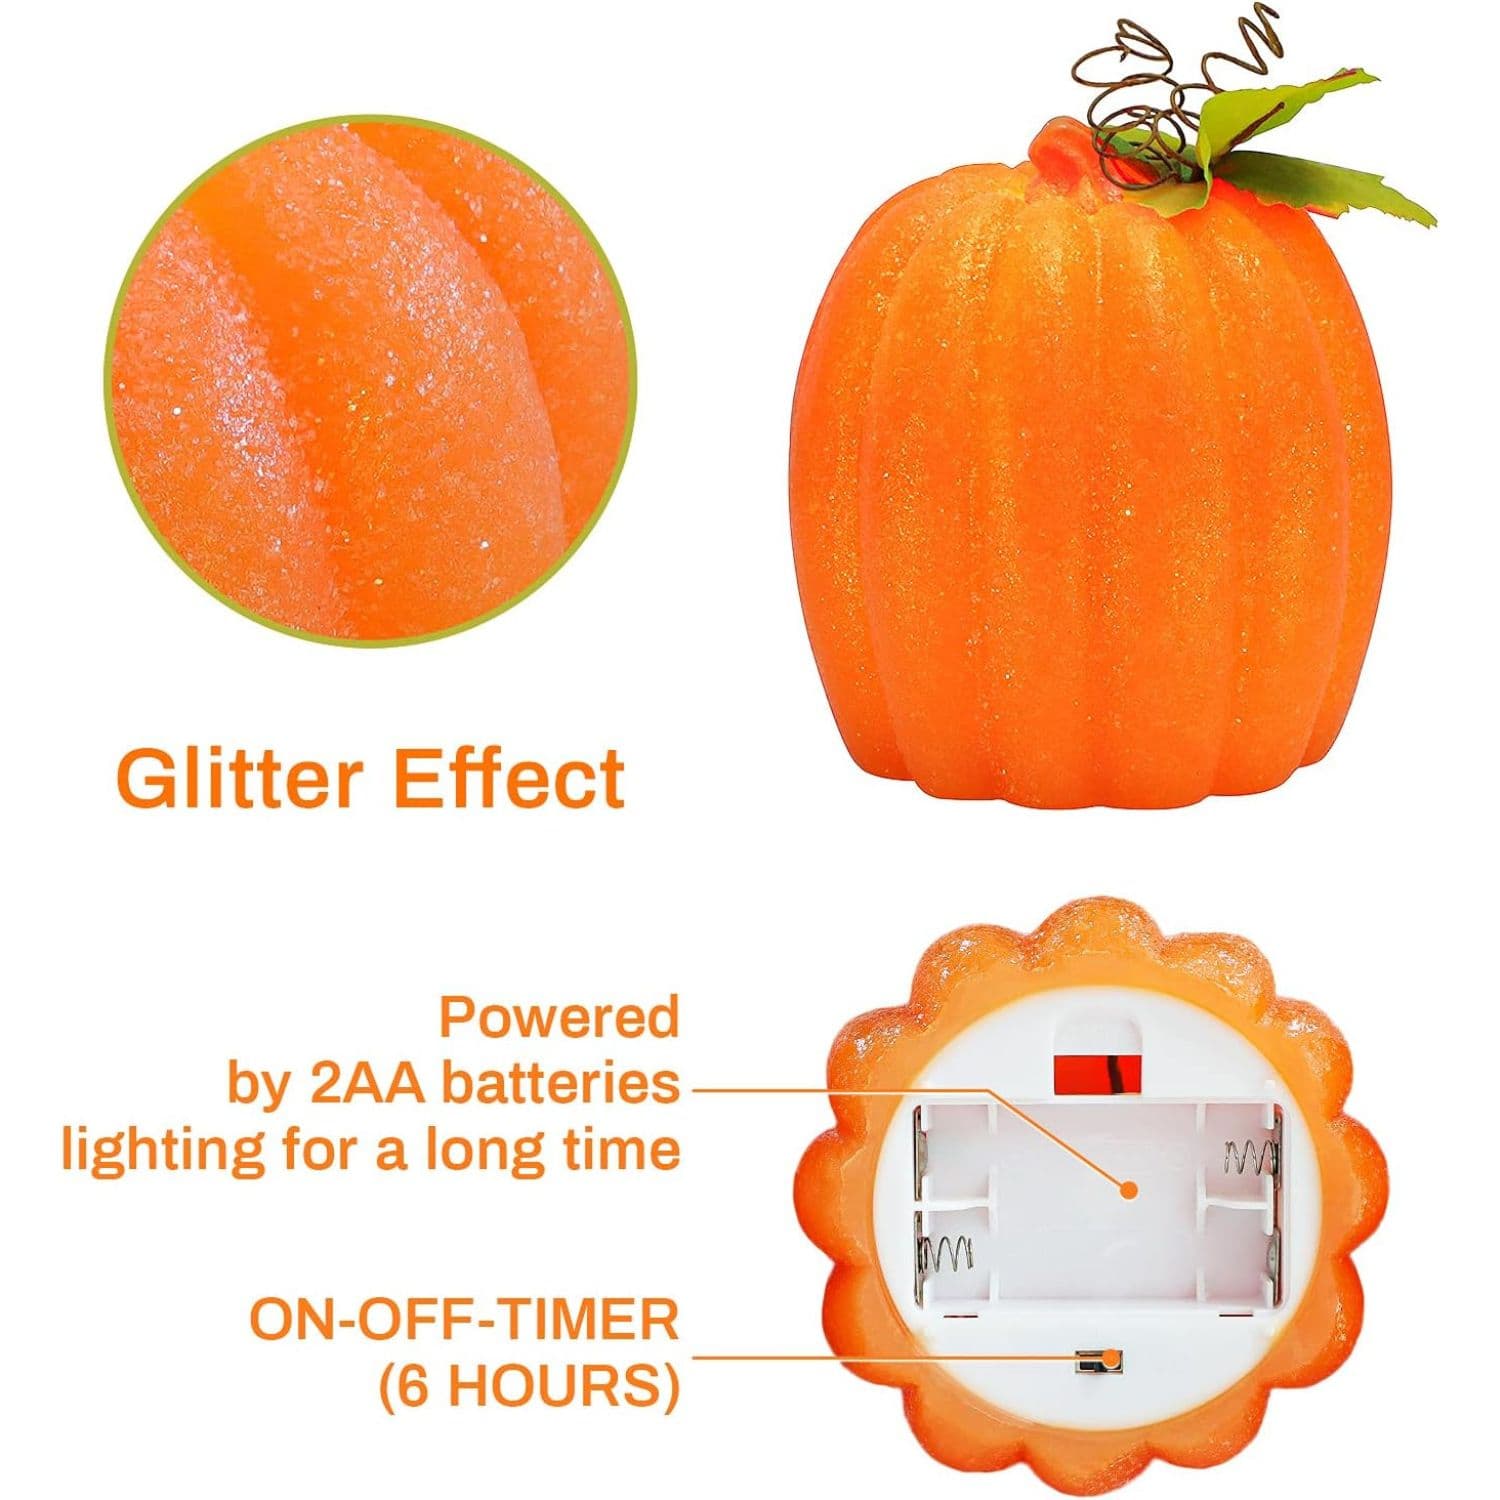 Glitter Effect
Powered
by 2AA batteries
lighting for a long time
ON-OFF-TIMER
(6 HOURS)